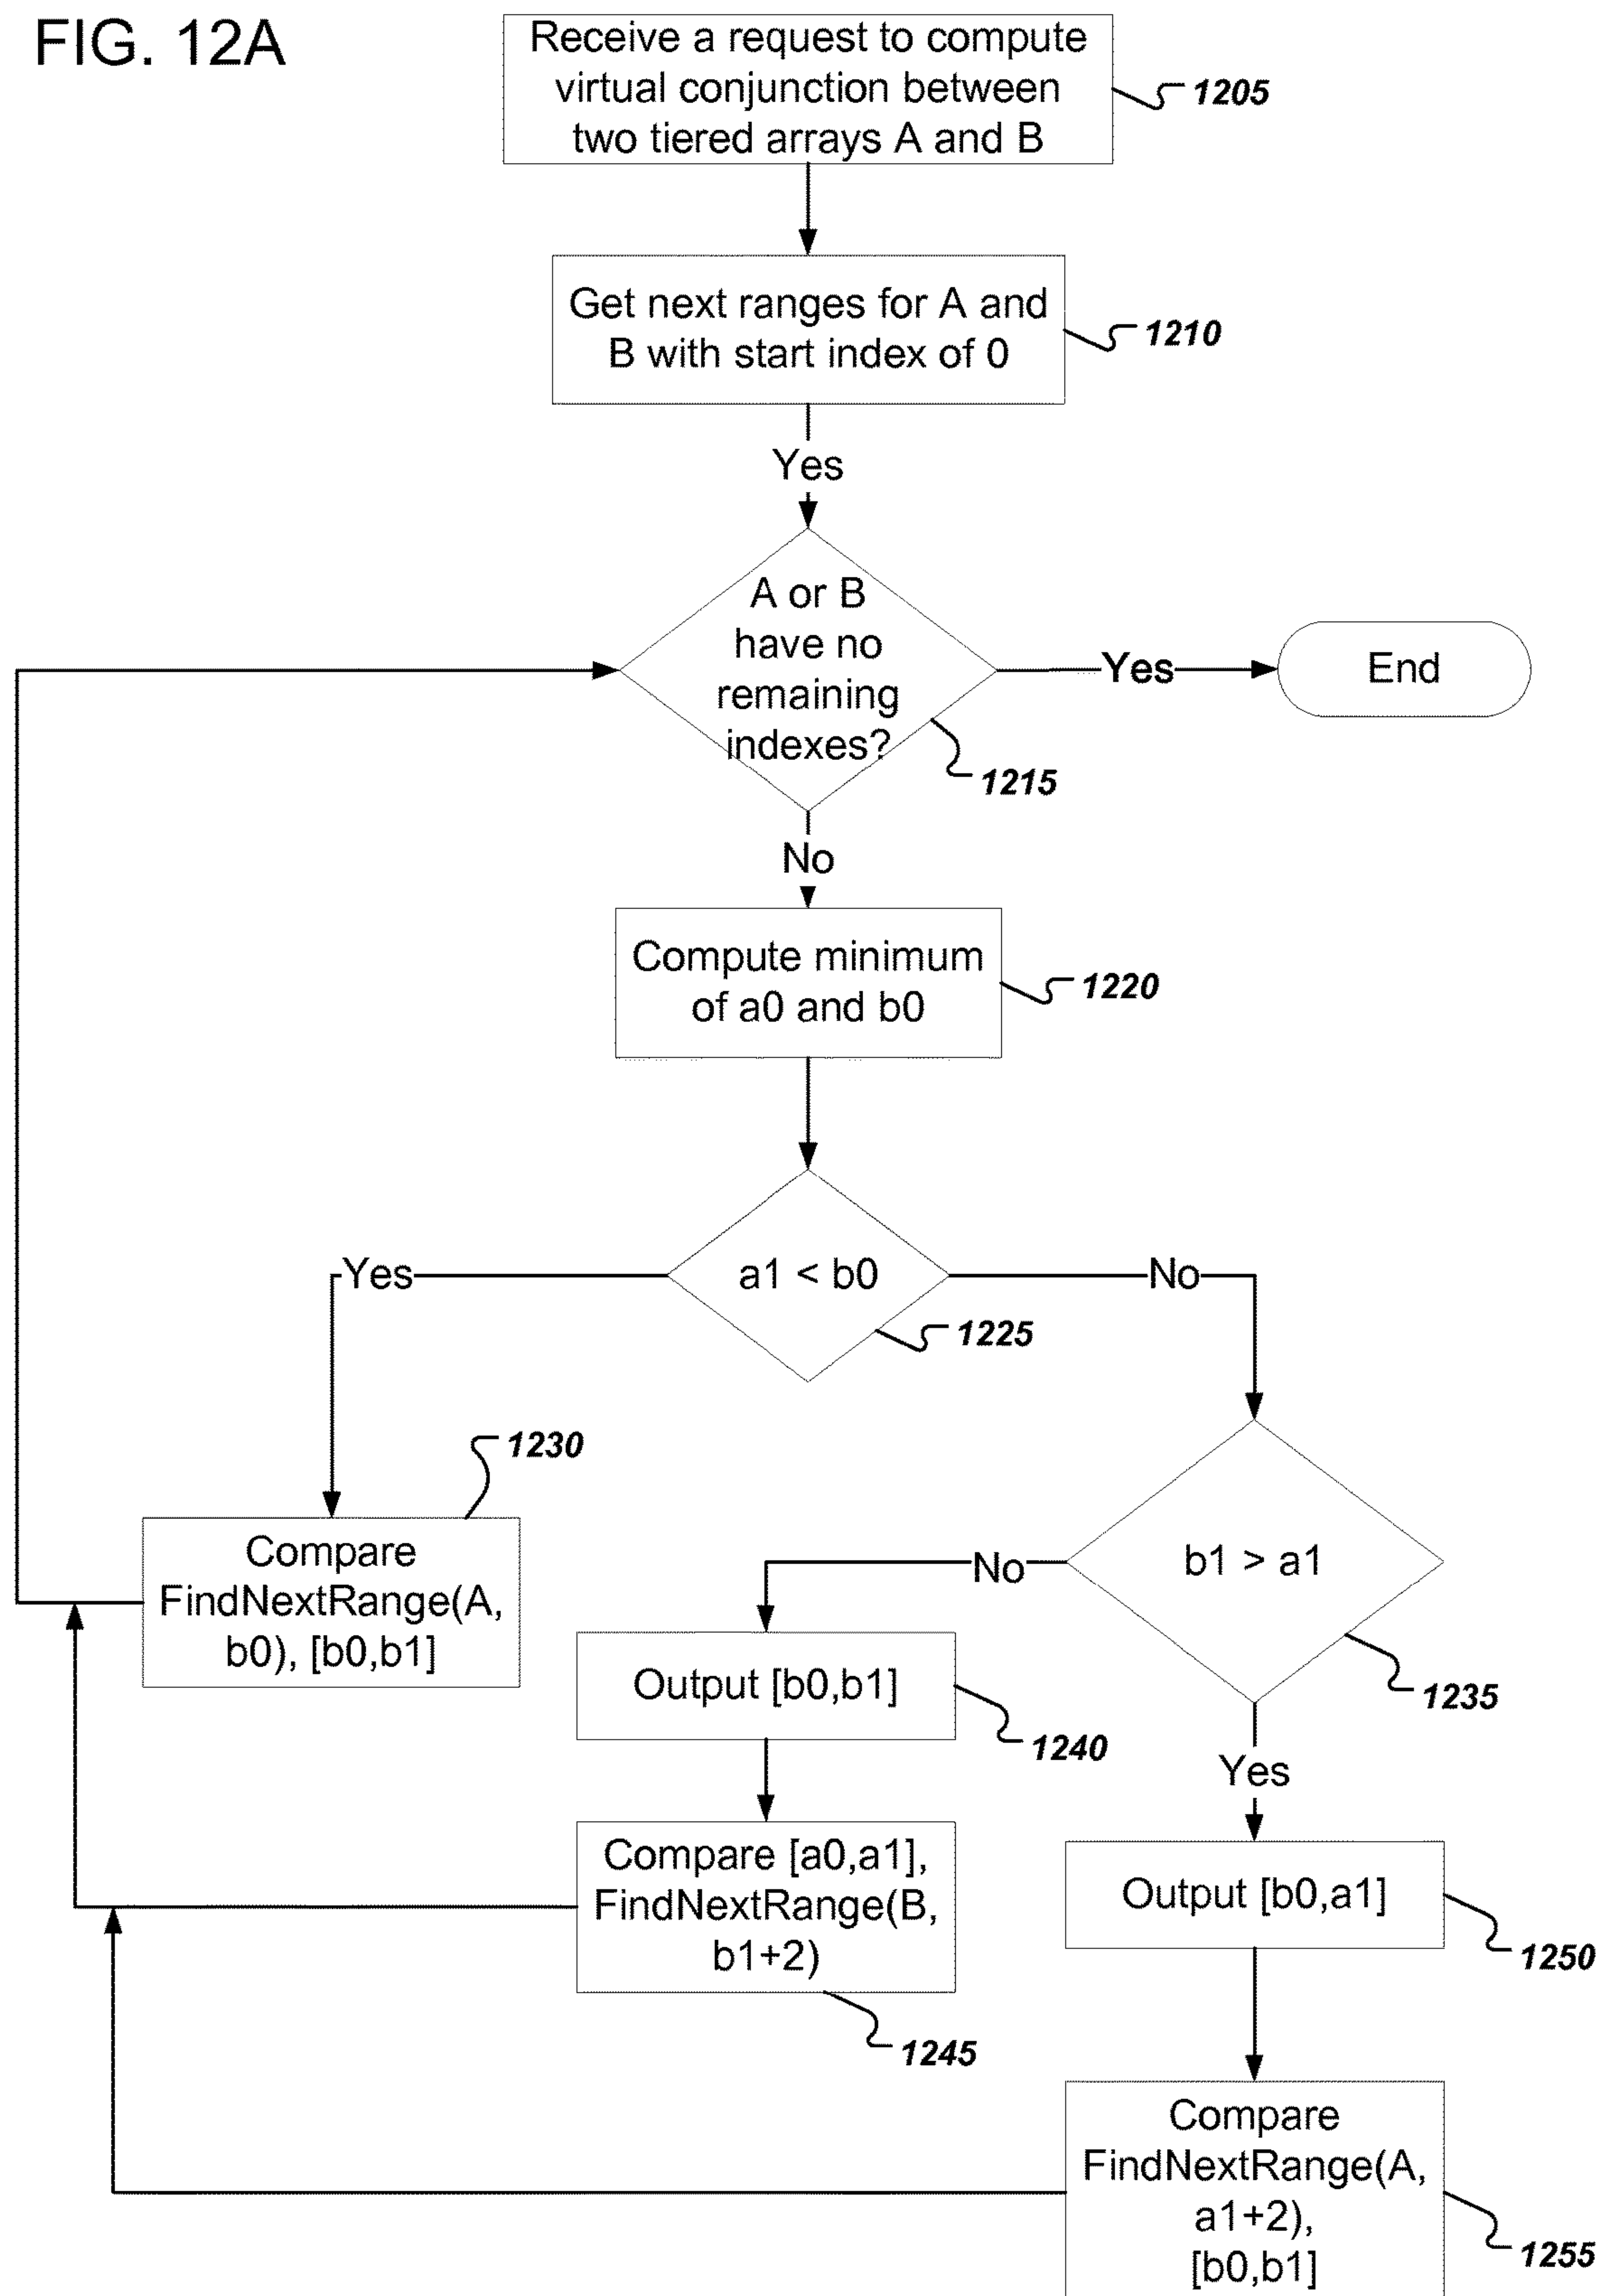 FIG. 12A
Receive a request to compute
virtual conjunction between
two tiered arrays A and B
1205
Get next ranges for A and
B with start index of 0
1210
Yes
A or B
have no
remaining
indexes?
1215
Yes
End
No
Compute minimum
of a0 and b0
1220
a1 < b0
1225
Yes
No
1230
Compare
FindNextRange(A,
b0), [b0,b1]
b1 > a1
1235
No
Output [b0,b1]
1240
Yes
Compare [a0,a1],
FindNextRange(B,
b1+2)
1245
Output [b0,a1]
1250
Compare
FindNextRange(A,
a1+2),
[b0,b1]
1255